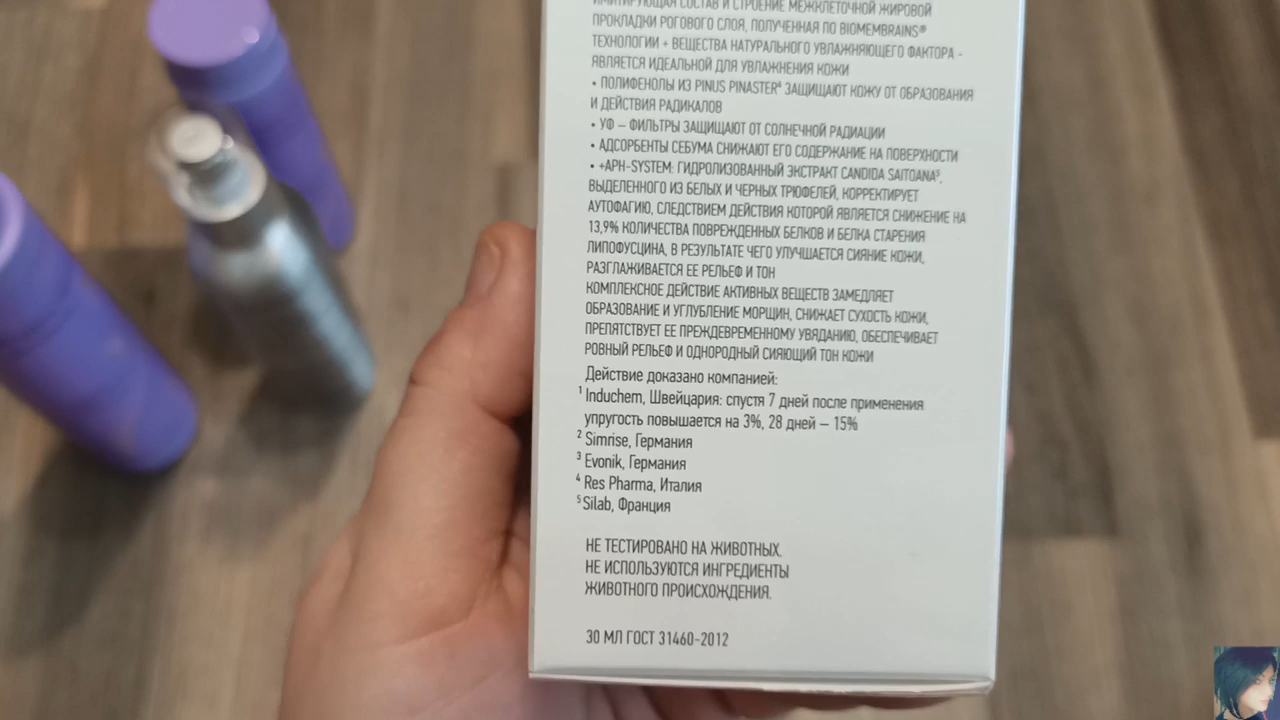 ИМИТИРУЮЩАЯ СОСТАВ И СТРОЕНИЕ МЕЖКЛЕТОЧНОЙ ЖИРОВОЙ
ПРОКЛАДКИ РОГОВОГО СЛОЯ, ПОЛУЧЕННАЯ ПО BIOMEMBRAINS®
ТЕХНОЛОГИИ + ВЕЩЕСТВА НАТУРАЛЬНОГО УВЛАЖНЯЮЩЕГО ФАКТОРА -
ЯВЛЯЕТСЯ ИДЕАЛЬНОЙ ДЛЯ УВЛАЖНЕНИЯ КОЖИ
• ПОЛИФЕНОЛЫ ИЗ PINUS PINASTER⁴ ЗАЩИЩАЮТ КОЖУ ОТ ОБРАЗОВАНИЯ
И ДЕЙСТВИЯ РАДИКАЛОВ
• УФ – ФИЛЬТРЫ ЗАЩИЩАЮТ ОТ СОЛНЕЧНОЙ РАДИАЦИИ
• АДСОРБЕНТЫ СЕБУМА СНИЖАЮТ ЕГО СОДЕРЖАНИЕ НА ПОВЕРХНОСТИ
• +APH-SYSTEM: ГИДРОЛИЗОВАННЫЙ ЭКСТРАКТ CANDIDA SAITOANA⁵,
ВЫДЕЛЕННОГО ИЗ БЕЛЫХ И ЧЕРНЫХ ТРЮФЕЛЕЙ, КОРРЕКТИРУЕТ
АУТОФАГИЮ, СЛЕДСТВИЕМ ДЕЙСТВИЯ КОТОРОЙ ЯВЛЯЕТСЯ СНИЖЕНИЕ НА
13,9% КОЛИЧЕСТВА ПОВРЕЖДЕННЫХ БЕЛКОВ И БЕЛКА СТАРЕНИЯ
ЛИПОФУСЦИНА, В РЕЗУЛЬТАТЕ ЧЕГО УЛУЧШАЕТСЯ СИЯНИЕ КОЖИ,
РАЗГЛАЖИВАЕТСЯ ЕЕ РЕЛЬЕФ И ТОН
КОМПЛЕКСНОЕ ДЕЙСТВИЕ АКТИВНЫХ ВЕЩЕСТВ ЗАМЕДЛЯЕТ
ОБРАЗОВАНИЕ И УГЛУБЛЕНИЕ МОРЩИН, СНИЖАЕТ СУХОСТЬ КОЖИ,
ПРЕПЯТСТВУЕТ ЕЕ ПРЕЖДЕВРЕМЕННОМУ УВЯДАНИЮ, ОБЕСПЕЧИВАЕТ
РОВНЫЙ РЕЛЬЕФ И ОДНОРОДНЫЙ СИЯЮЩИЙ ТОН КОЖИ
Действие доказано компанией:
¹ Induchem, Швейцария: спустя 7 дней после применения
упругость повышается на 3%, 28 дней – 15%
² Simrise, Германия
³ Evonik, Германия
⁴ Res Pharma, Италия
⁵ Silab, Франция
НЕ ТЕСТИРОВАНО НА ЖИВОТНЫХ.
НЕ ИСПОЛЬЗУЮТСЯ ИНГРЕДИЕНТЫ
ЖИВОТНОГО ПРОИСХОЖДЕНИЯ.
30 МЛ ГОСТ 31460-2012